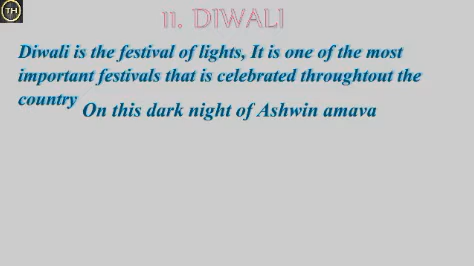 TH
11. DIWALI
Diwali is the festival of lights, It is one of the most
important festivals that is celebrated throughtout the
country
On this dark night of Ashwin amava